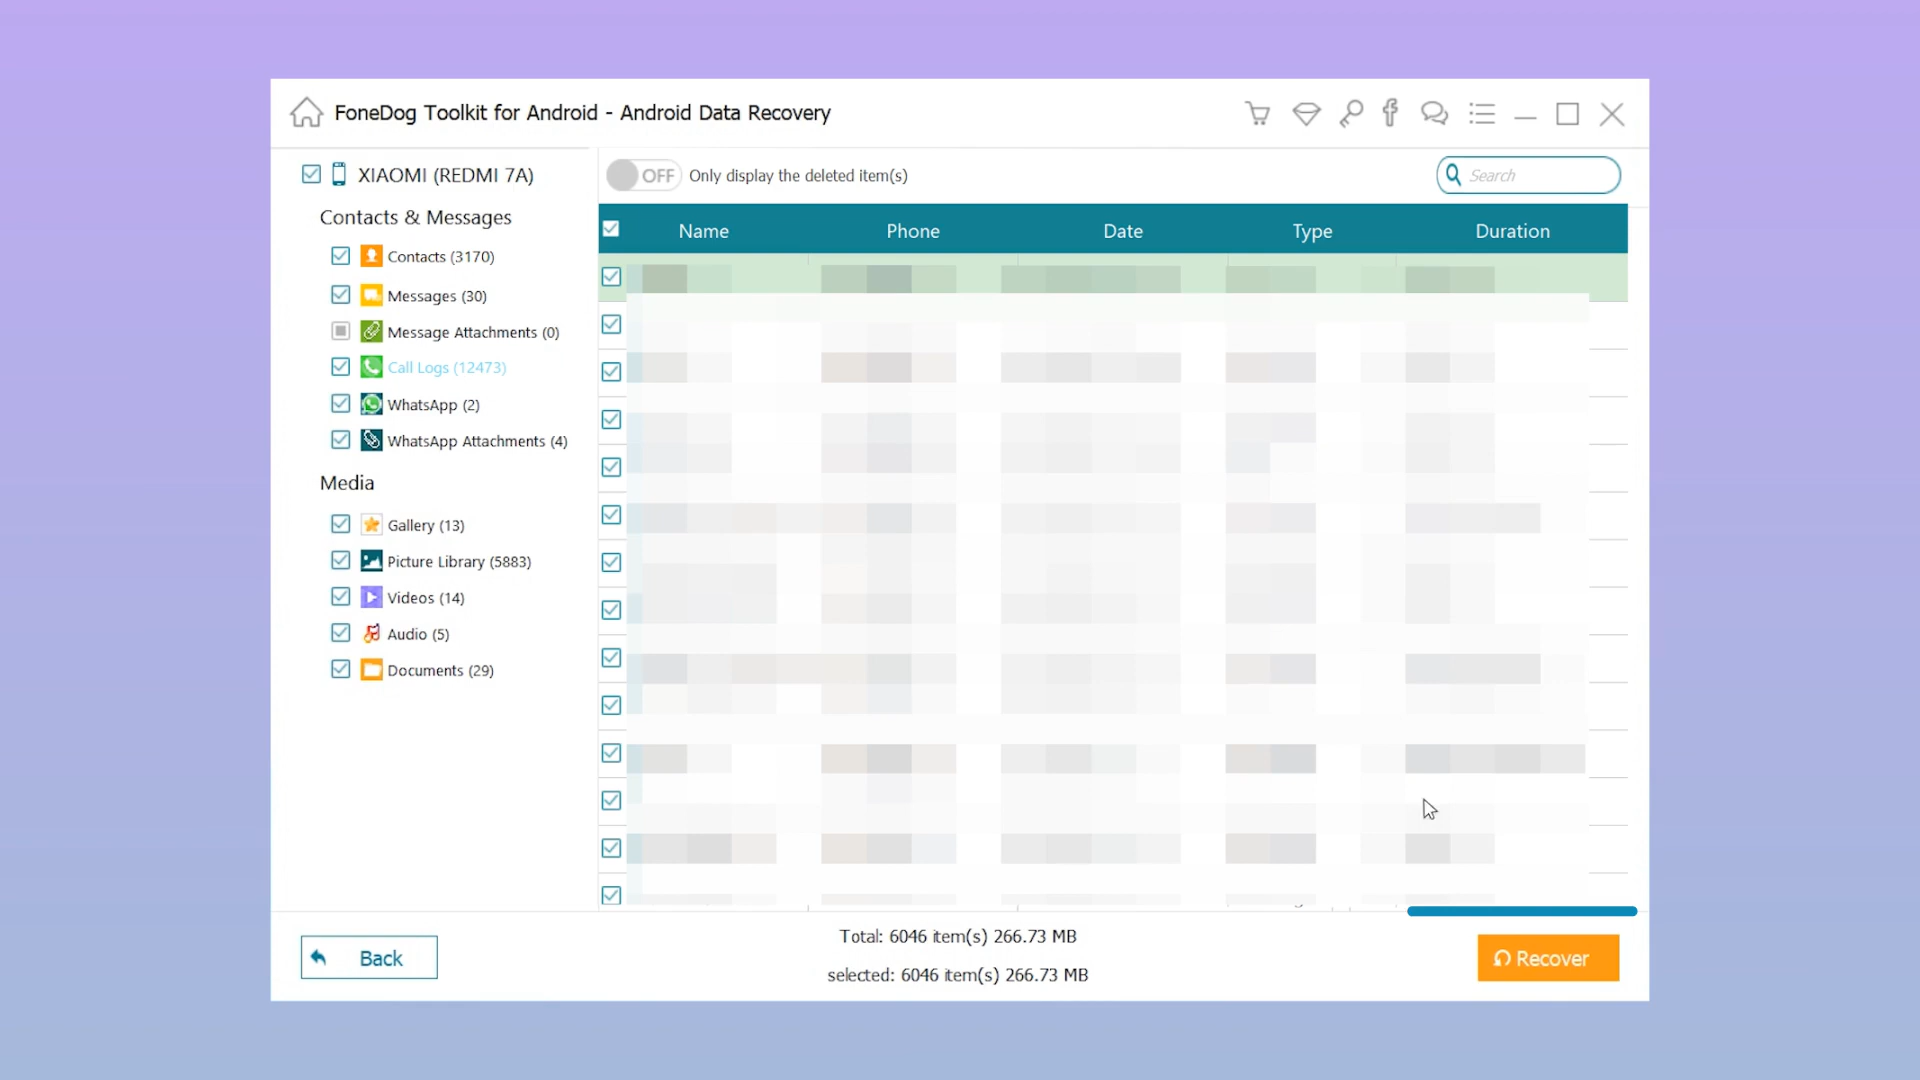 FoneDog Toolkit for Android - Android Data Recovery
XIAOMI (REDMI 7A)
Contacts & Messages
Contacts (3170)
Messages (30)
Message Attachments (0)
Call Logs (12473)
WhatsApp (2)
WhatsApp Attachments (4)
Media
Gallery (13)
Picture Library (5883)
Videos (14)
Audio (5)
Documents (29)
OFF Only display the deleted item(s)
Search
Name Phone Date Type Duration
Back
Total: 6046 item(s) 266.73 MB
selected: 6046 item(s) 266.73 MB
Recover